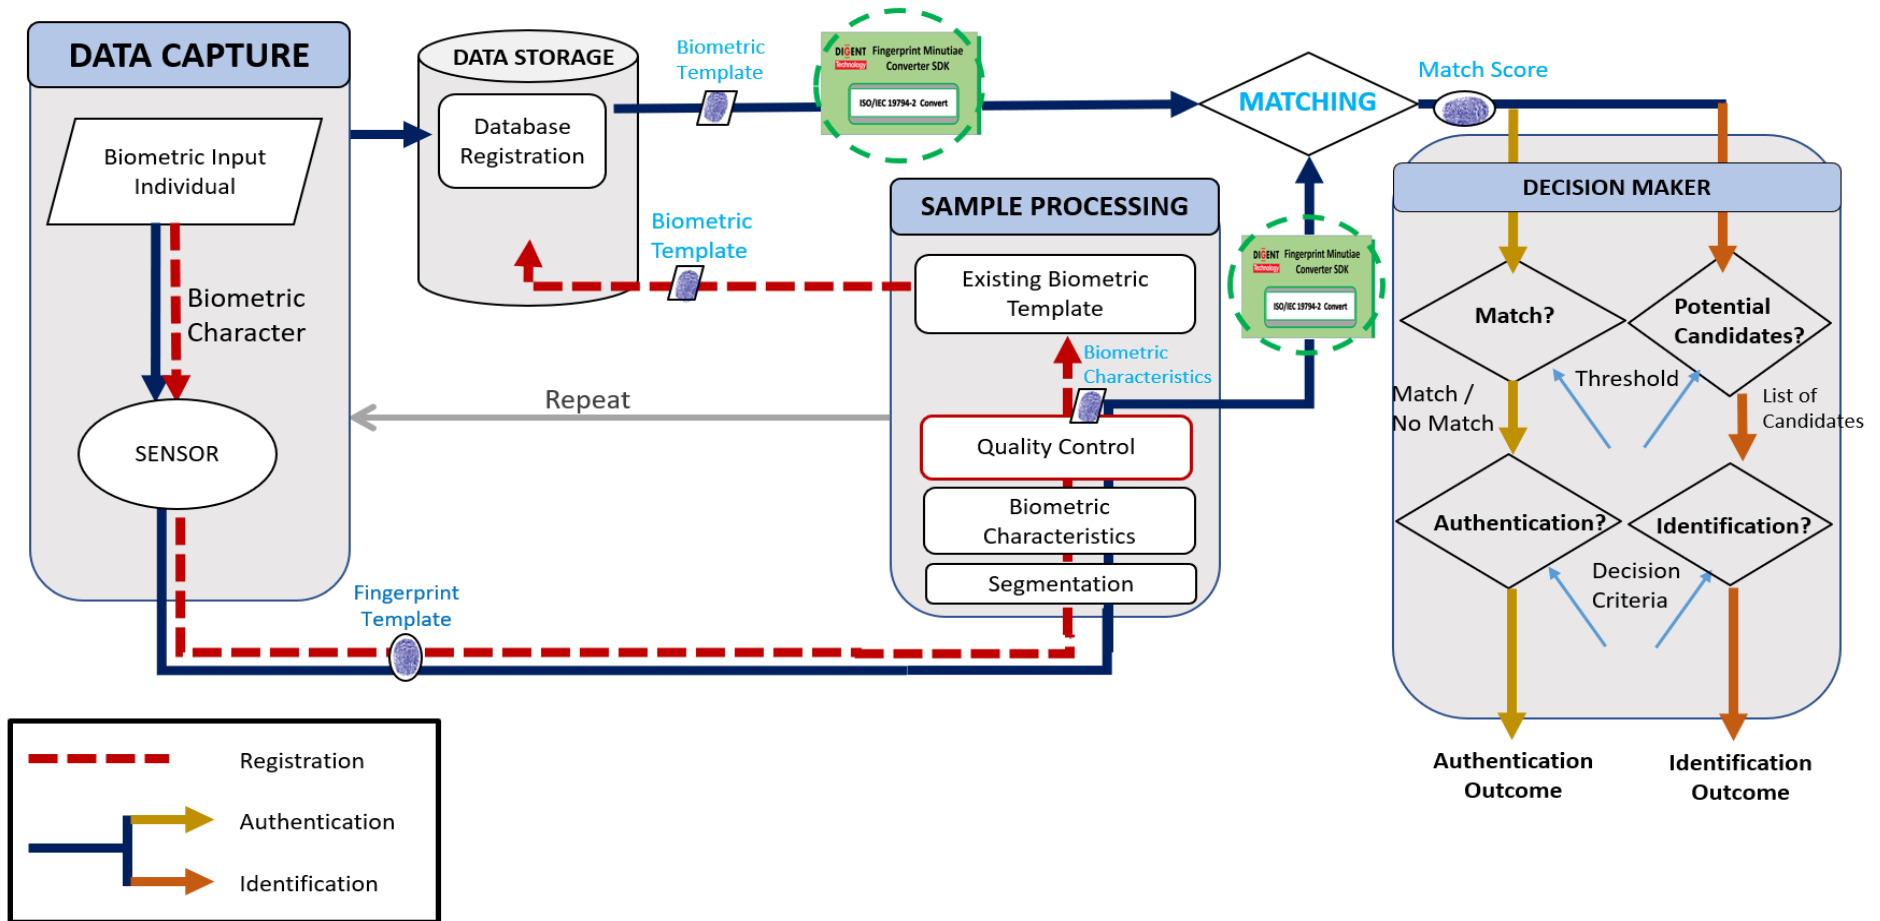 DATA CAPTURE
Biometric Input
Individual
Biometric
Character
SENSOR
DATA STORAGE
Database
Registration
Biometric
Template
DIGENT
Technology
Fingerprint Minutiae
Converter SDK
ISO/IEC 19794-2 Convert
MATCHING
Match Score
Biometric
Template
SAMPLE PROCESSING
Existing Biometric
Template
Biometric
Characteristics
Quality Control
Biometric
Characteristics
Segmentation
DIGENT
Technology
Fingerprint Minutiae
Converter SDK
ISO/IEC 19794-2 Convert
Repeat
Fingerprint
Template
DECISION MAKER
Match?
Potential
Candidates?
Threshold
Match /
No Match
List of
Candidates
Authentication?
Identification?
Decision
Criteria
Authentication
Outcome
Identification
Outcome
Registration
Authentication
Identification